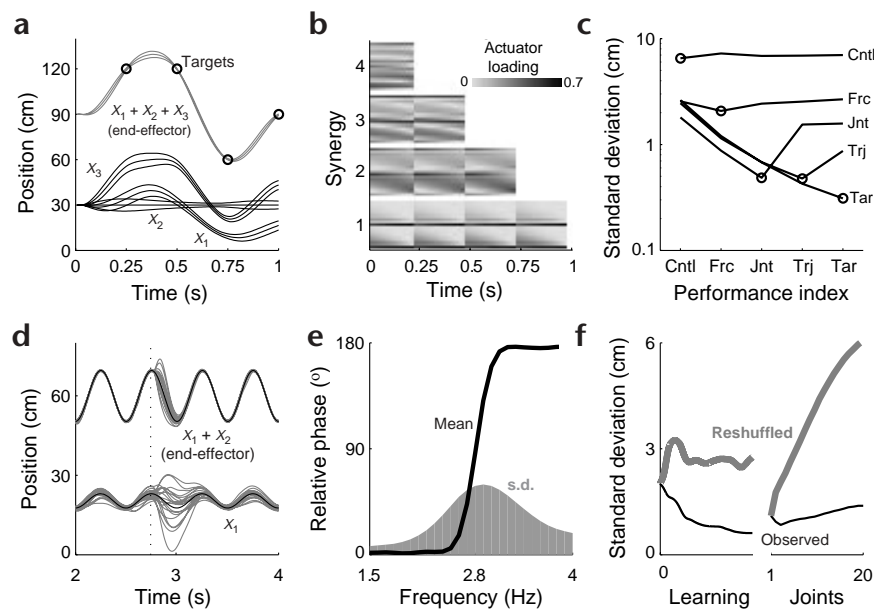 a
Position (cm)
120
90
60
30
0
Targets
X1 + X2 + X3
(end-effector)
X3
X2
X1
0
0.25
0.5
0.75
1
Time (s)
b
Synergy
4
3
2
1
Actuator
loading
0
0.7
0
0.25
0.5
0.75
1
Time (s)
c
Standard deviation (cm)
10
1
0.1
Cntl
Frc
Jnt
Trj
Tar
Cntl
Frc
Jnt
Trj
Tar
Performance index
d
Position (cm)
60
30
0
X1 + X2
(end-effector)
X1
2
3
4
Time (s)
e
Relative phase (º)
180
90
0
Mean
s.d.
1.5
2.8
4
Frequency (Hz)
f
Standard deviation (cm)
6
3
0
Reshuffled
Observed
0
1
20
Learning
Joints